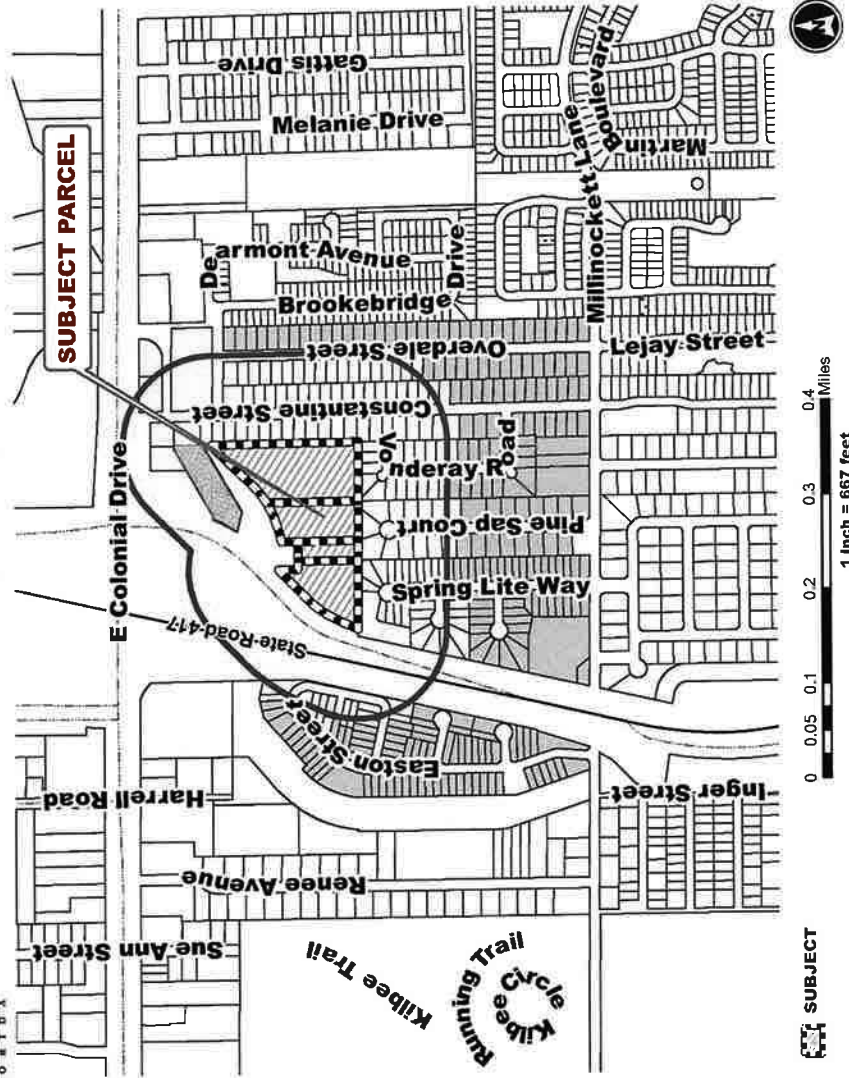 SUBJECT PARCEL
Gattis Drive
Melanie Drive
Dearmont Avenue
Brookebridge Drive
Millinockett Lane
Martin Boulevard
Overdale Street
Lejay Street
Constantine Street
E Colonial Drive
Vonderay Road
Pine Sap Court
Spring Lite Way
State Road 417
Easton Street
Harrell Road
Inger Street
Renee Avenue
Sue Ann Street
Kilbee Trail
Running Trail
Kilbee Circle
N
SUBJECT
0 0.05 0.1 0.2 0.3 0.4
Miles
1 inch = 667 feet